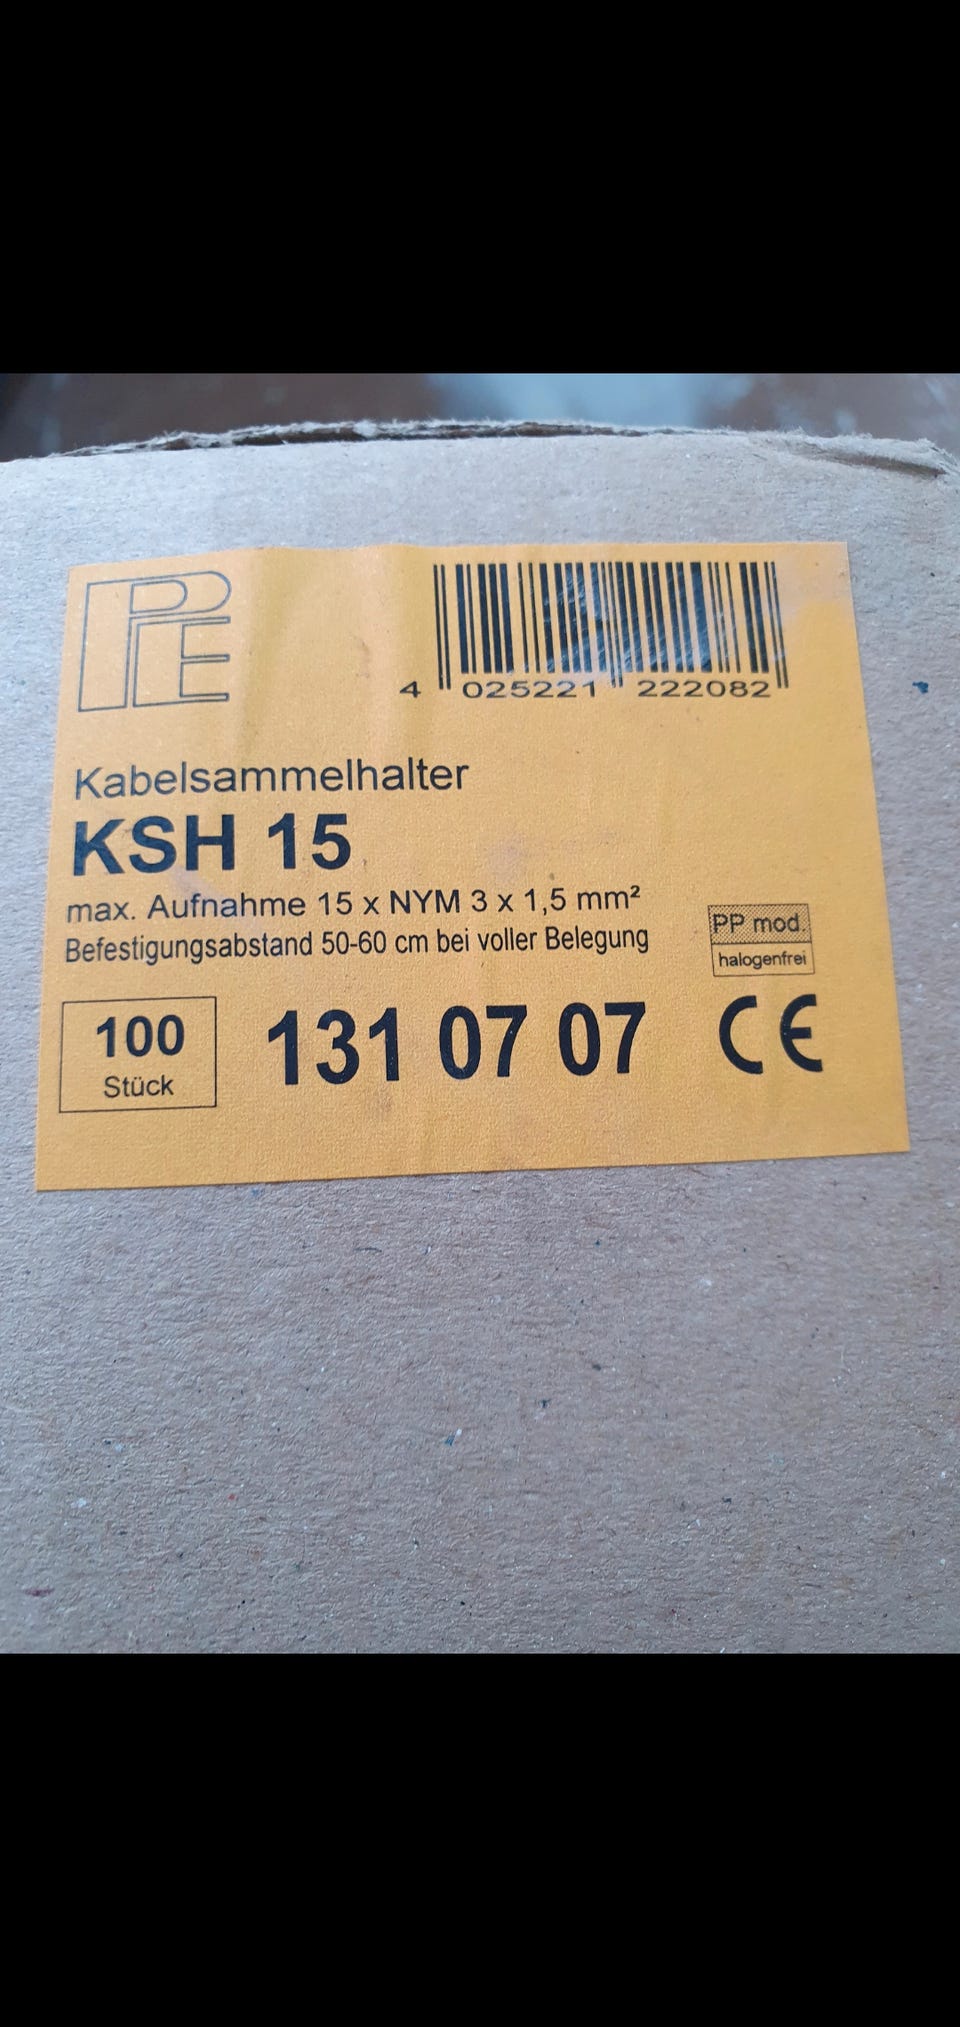 PE
4 025221 222082
Kabelsammelhalter
KSH 15
max. Aufnahme 15 x NYM 3 x 1,5 mm²
Befestigungsabstand 50-60 cm bei voller Belegung
PP mod.
halogenfrei
100
Stück
131 07 07
CE